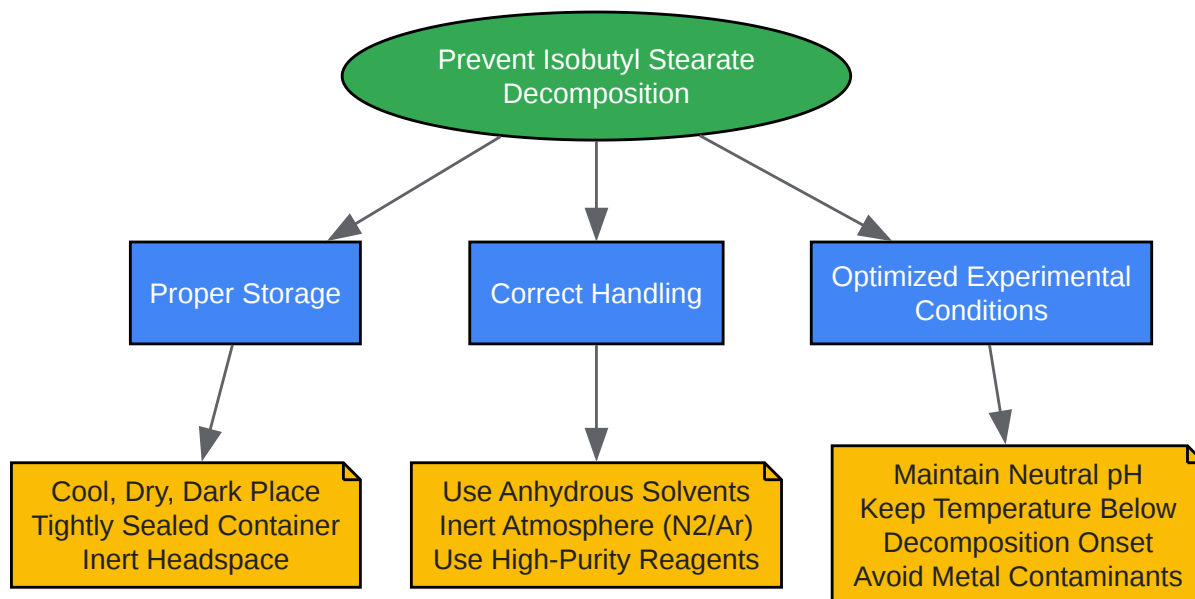 Prevent Isobutyl Stearate
Decomposition
Proper Storage
Correct Handling
Optimized Experimental
Conditions
Cool, Dry, Dark Place
Tightly Sealed Container
Inert Headspace
Use Anhydrous Solvents
Inert Atmosphere (N2/Ar)
Use High-Purity Reagents
Maintain Neutral pH
Keep Temperature Below
Decomposition Onset
Avoid Metal Contaminants